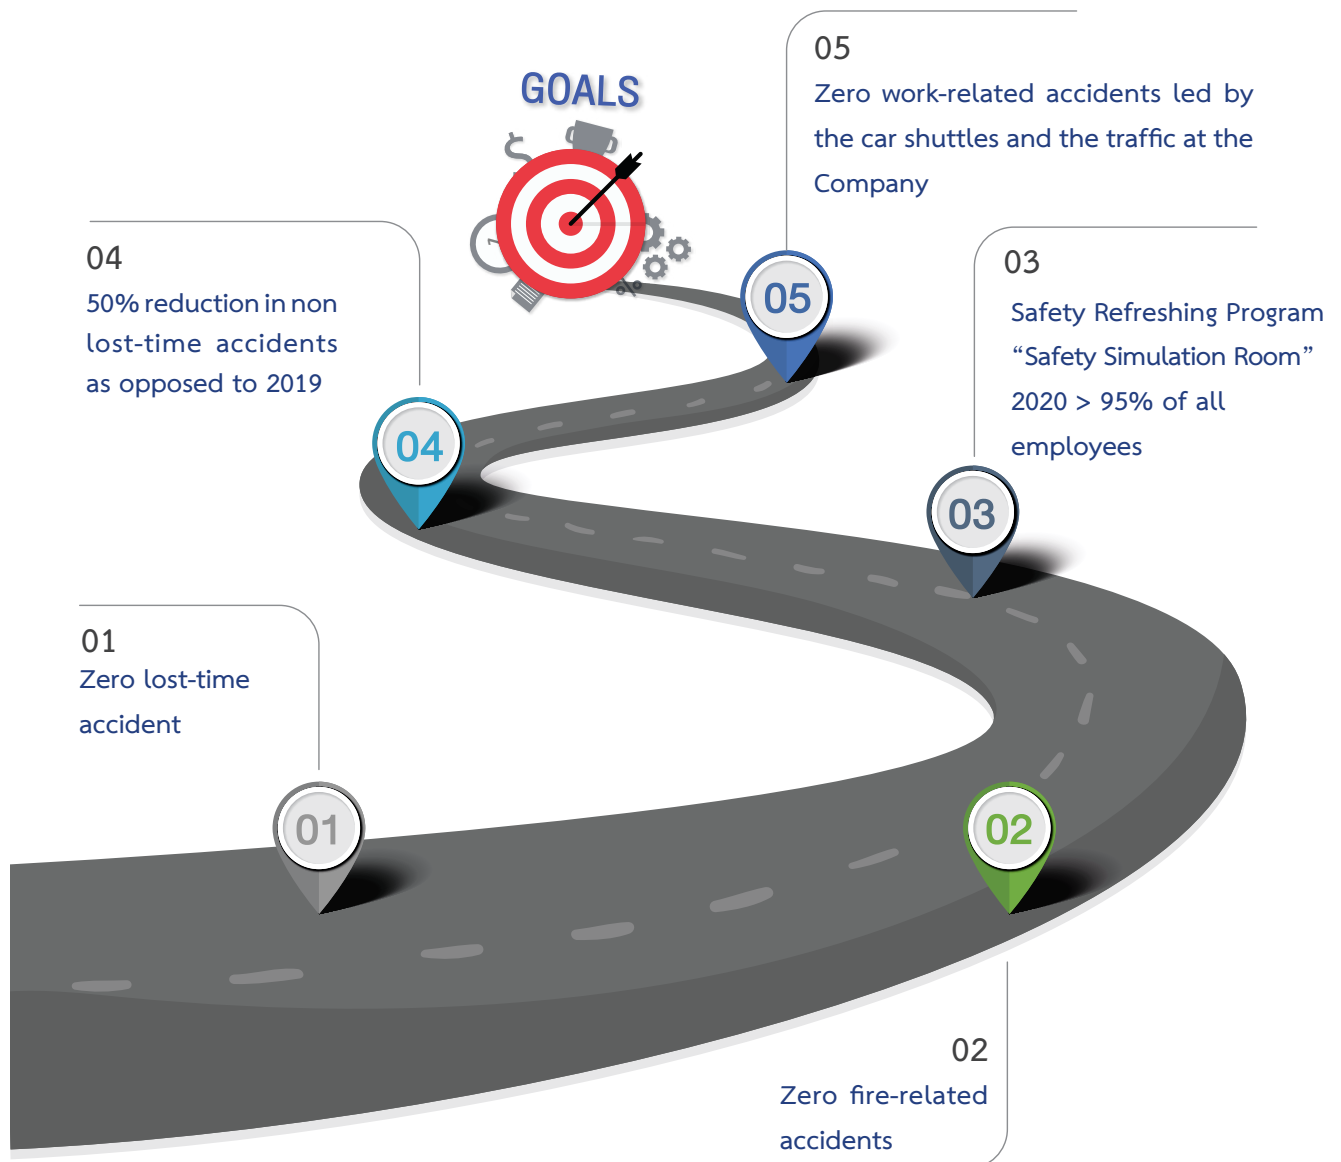 05
Zero work-related accidents led by
the car shuttles and the traffic at the
Company
GOALS
04
50% reduction in non
lost-time accidents
as opposed to 2019
03
Safety Refreshing Program
“Safety Simulation Room”
2020 > 95% of all
employees
05
04
03
01
Zero lost-time
accident
01
02
02
Zero fire-related
accidents
1
%